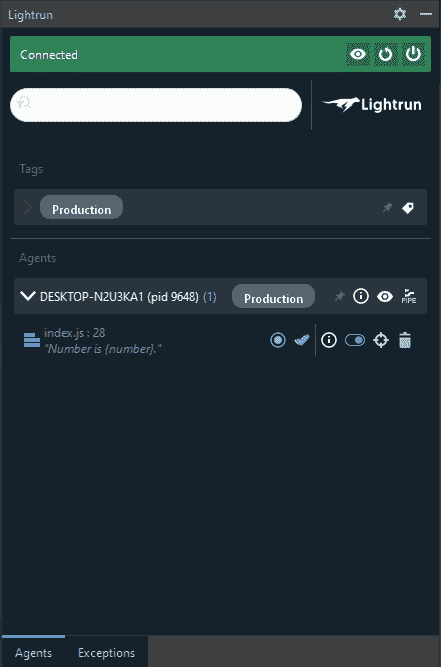 Lightrun
Connected
Lightrun
Tags
Production
Agents
DESKTOP-N2U3KA1 (pid 9648) (1) Production PIPE
index.js : 28
"Number is {number}."
Agents Exceptions